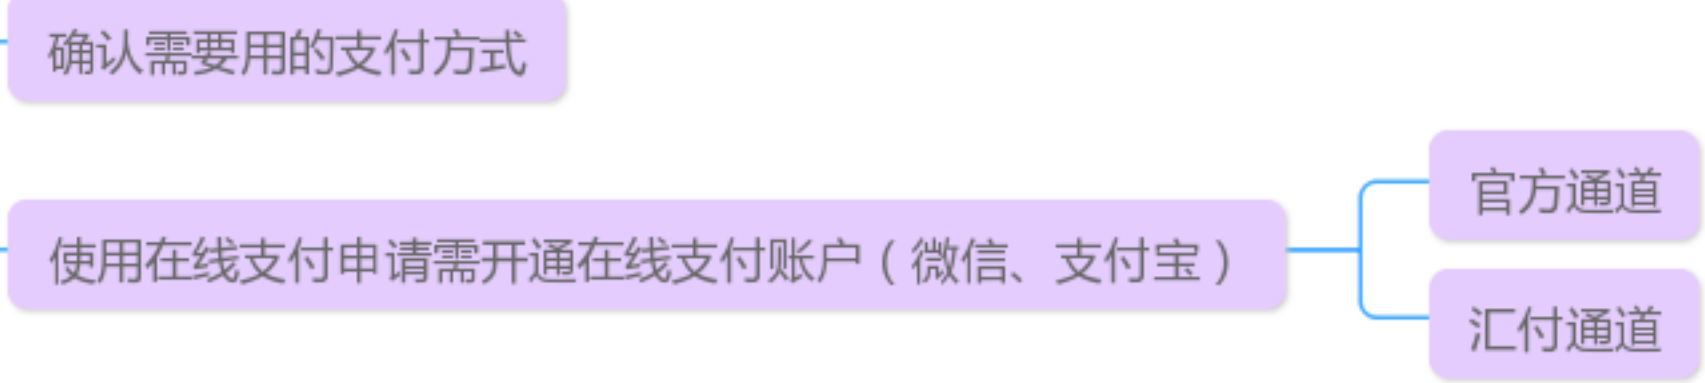 确认需要用的支付方式
官方通道
使用在线支付申请需开通在线支付账户（微信、支付宝）
汇付通道